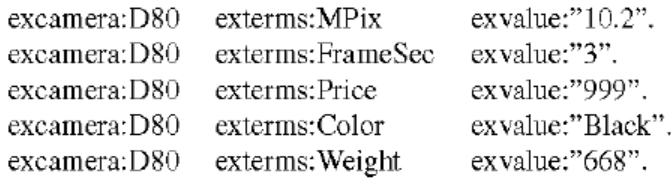 excamera:D80 exterms:MPix exvalue:”10.2”.
excamera:D80 exterms:FrameSec exvalue:”3”.
excamera:D80 exterms:Price exvalue:”999”.
excamera:D80 exterms:Color exvalue:”Black”.
excamera:D80 exterms:Weight exvalue:”668”.